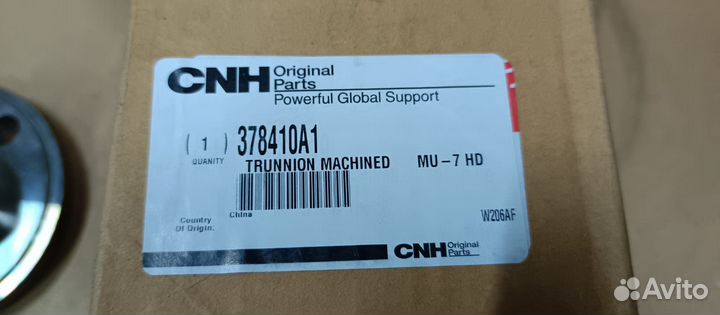 CNH Original Parts
Powerful Global Support
( 1 ) 378410A1
QUANITY TRUNNION MACHINED MU-7 HD
China
Country Of Origin:
W206AF
CNH Original Parts
Avito